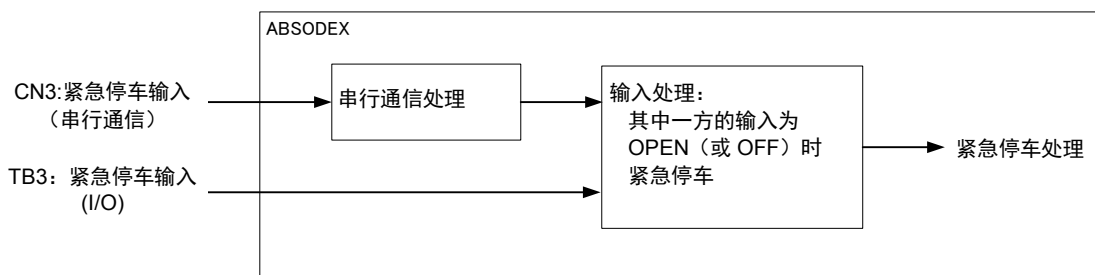 ABSODEX
CN3:紧急停车输入
（串行通信）
串行通信处理
输入处理：
其中一方的输入为
OPEN（或 OFF）时
紧急停车
紧急停车处理
TB3：紧急停车输入
(I/O)